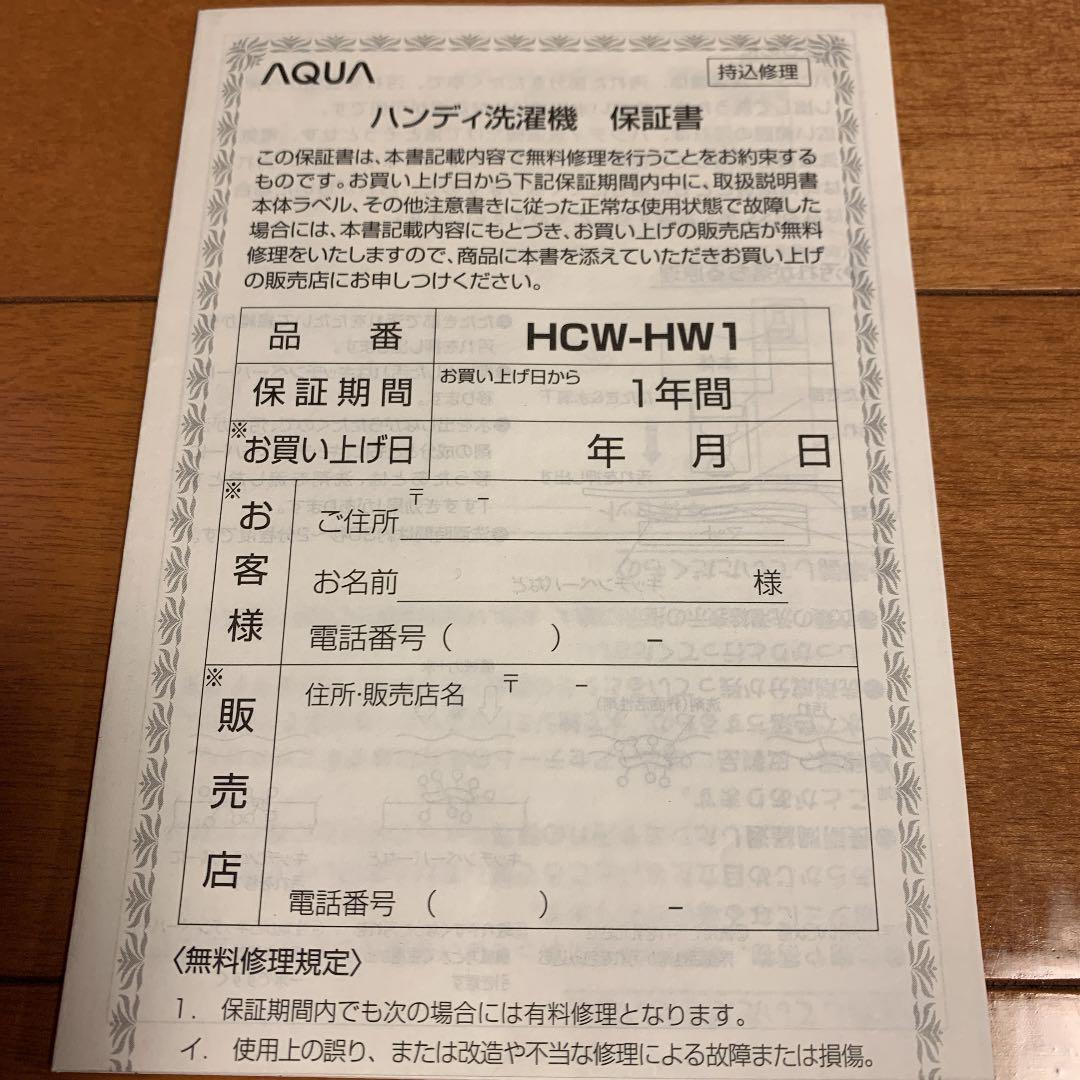 AQUA
持込修理
ハンディ洗濯機 保証書
この保証書は、本書記載内容で無料修理を行うことをお約束する
ものです。お買い上げ日から下記保証期間内中に、取扱説明書
本体ラベル、その他注意書きに従った正常な使用状態で故障した
場合には、本書記載内容にもとづき、お買い上げの販売店が無料
修理をいたしますので、商品に本書を添えていただきお買い上げ
の販売店にお申しつけください。
品番 HCW-HW1
保証期間 お買い上げ日から 1年間
※お買い上げ日 年 月 日
※お客様
ご住所 〒 -
お名前 様
電話番号 ( ) -
※販売店
住所・販売店名 〒 -
電話番号 ( ) -
〈無料修理規定〉
1. 保証期間内でも次の場合には有料修理となります。
イ. 使用上の誤り、または改造や不当な修理による故障または損傷。